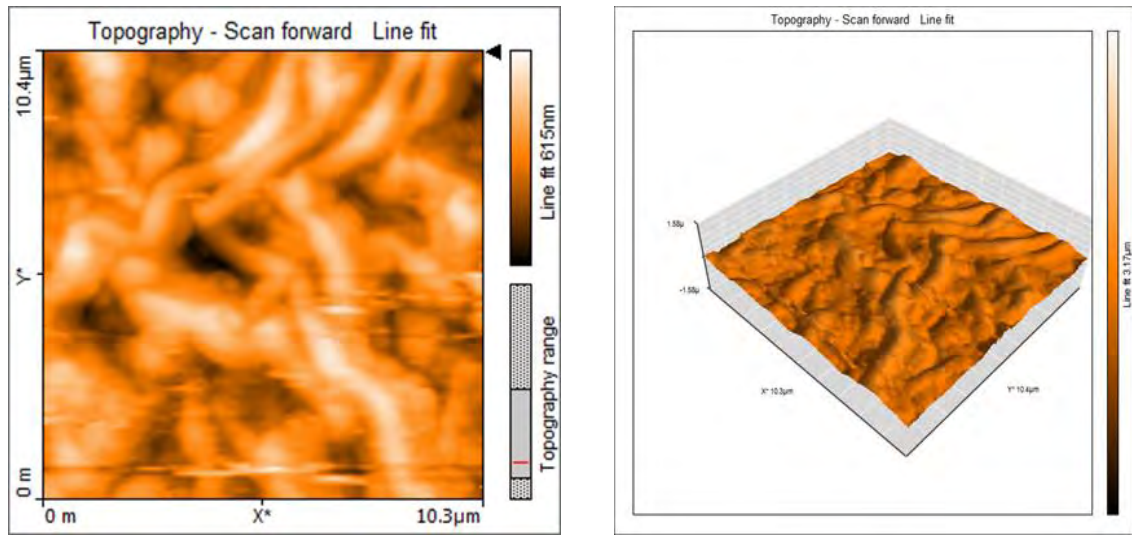 Topography - Scan forward Line fit
10.4µm
Y*
0 m
0 m
X*
10.3µm
Line fit 615nm
Topography range
Topography - Scan forward Line fit
1.58µ
-1.58µ
X* 10.3µm
Y* 10.4µm
Line fit 3.17µm